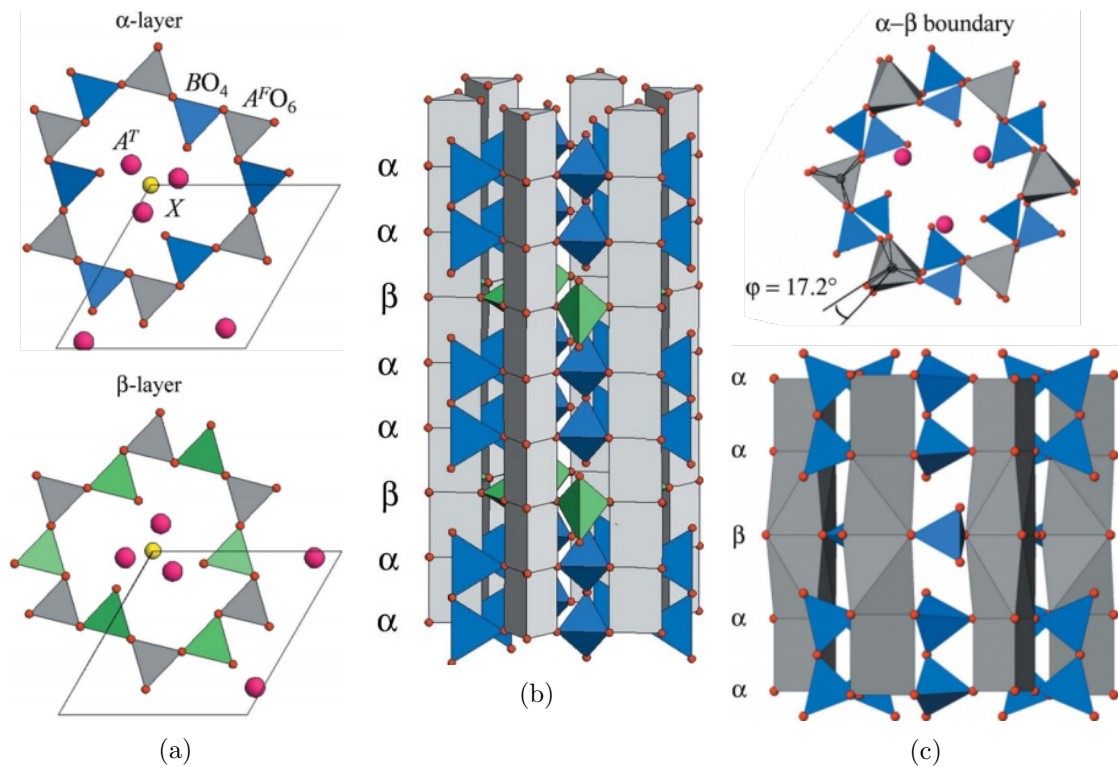 α-layer
BO₄
AᶠO₆
Aᵀ
X
β-layer
(a)
α
α
β
α
α
β
α
α
(b)
α–β boundary
φ = 17.2°
α
α
β
α
α
(c)